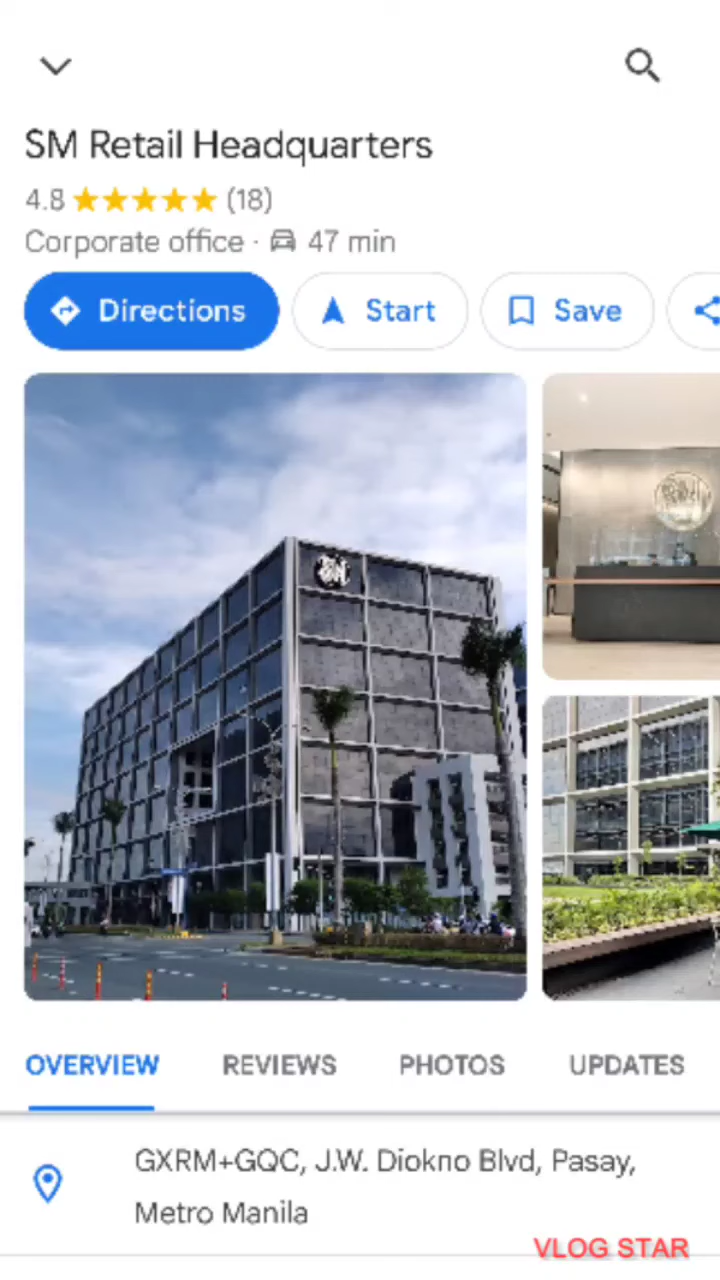 SM Retail Headquarters
4.8 (18)
Corporate office · 47 min
Directions
Start
Save
SM
OVERVIEW
REVIEWS
PHOTOS
UPDATES
GXRM+GQC, J.W. Diokno Blvd, Pasay,
Metro Manila
VLOG STAR